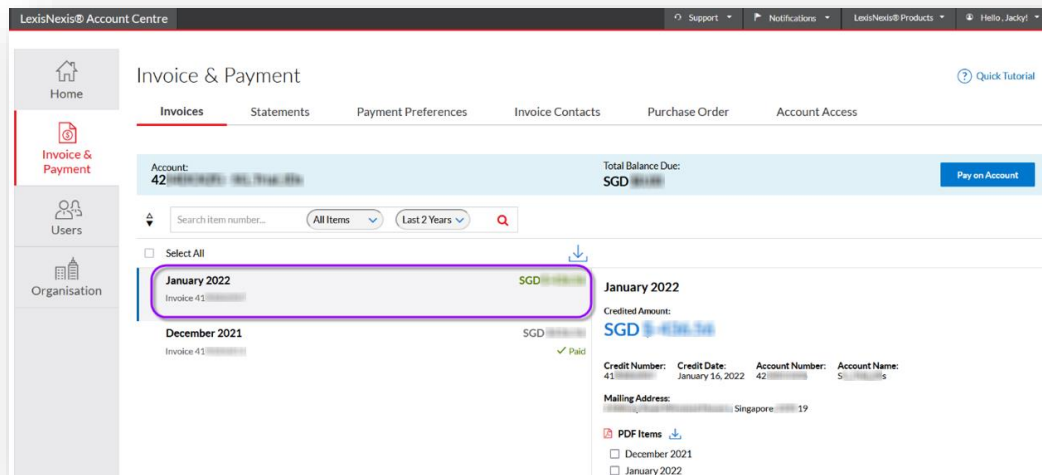 LexisNexis® Account Centre
Support
Notifications
LexisNexis® Products
Hello, Jacky!
Home
Invoice &
Payment
Users
Organisation
Invoice & Payment
Quick Tutorial
Invoices
Statements
Payment Preferences
Invoice Contacts
Purchase Order
Account Access
Account:
42
Total Balance Due:
SGD
Pay on Account
Search item number...
All Items
Last 2 Years
Select All
January 2022
SGD
Invoice 41
December 2021
SGD
Invoice 41
Paid
January 2022
Credited Amount:
SGD
Credit Number: Credit Date: Account Number: Account Name:
41 January 16, 2022 42 S s
Mailing Address:
Singapore 19
PDF Items
December 2021
January 2022